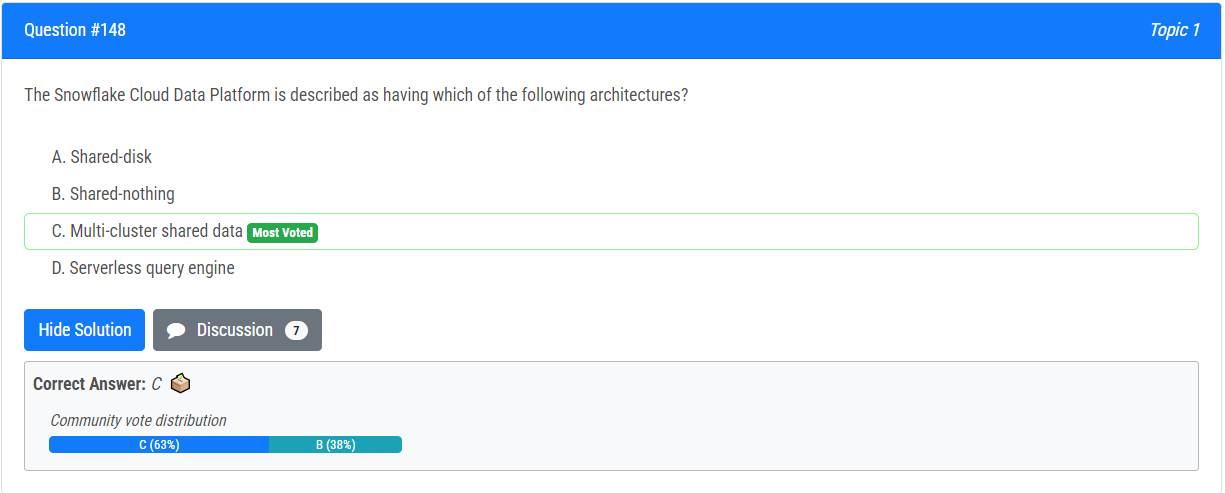 Question #148 Topic 1
The Snowflake Cloud Data Platform is described as having which of the following architectures?
A. Shared-disk
B. Shared-nothing
C. Multi-cluster shared data Most Voted
D. Serverless query engine
Hide Solution Discussion 7
Correct Answer: C
Community vote distribution
C (63%) B (38%)